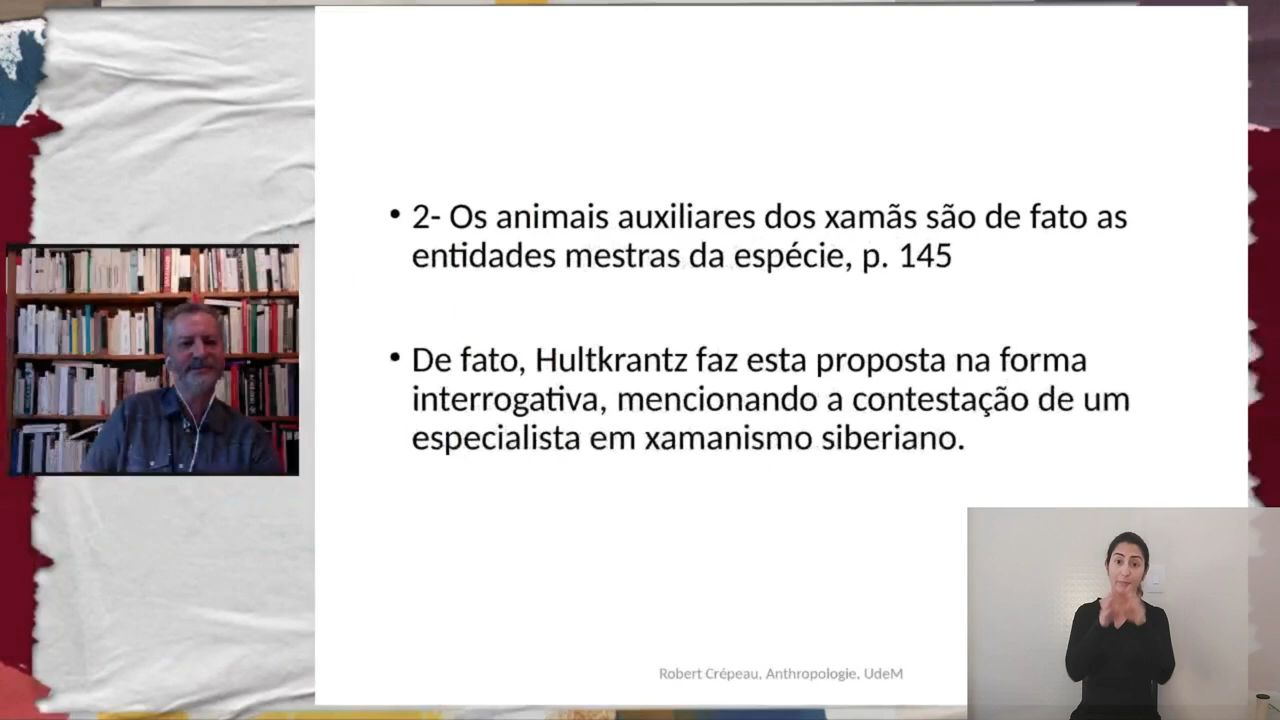 • 2- Os animais auxiliares dos xamãs são de fato as
entidades mestras da espécie, p. 145
• De fato, Hultkrantz faz esta proposta na forma
interrogativa, mencionando a contestação de um
especialista em xamanismo siberiano.
Robert Crépeau, Anthropologie, UdeM